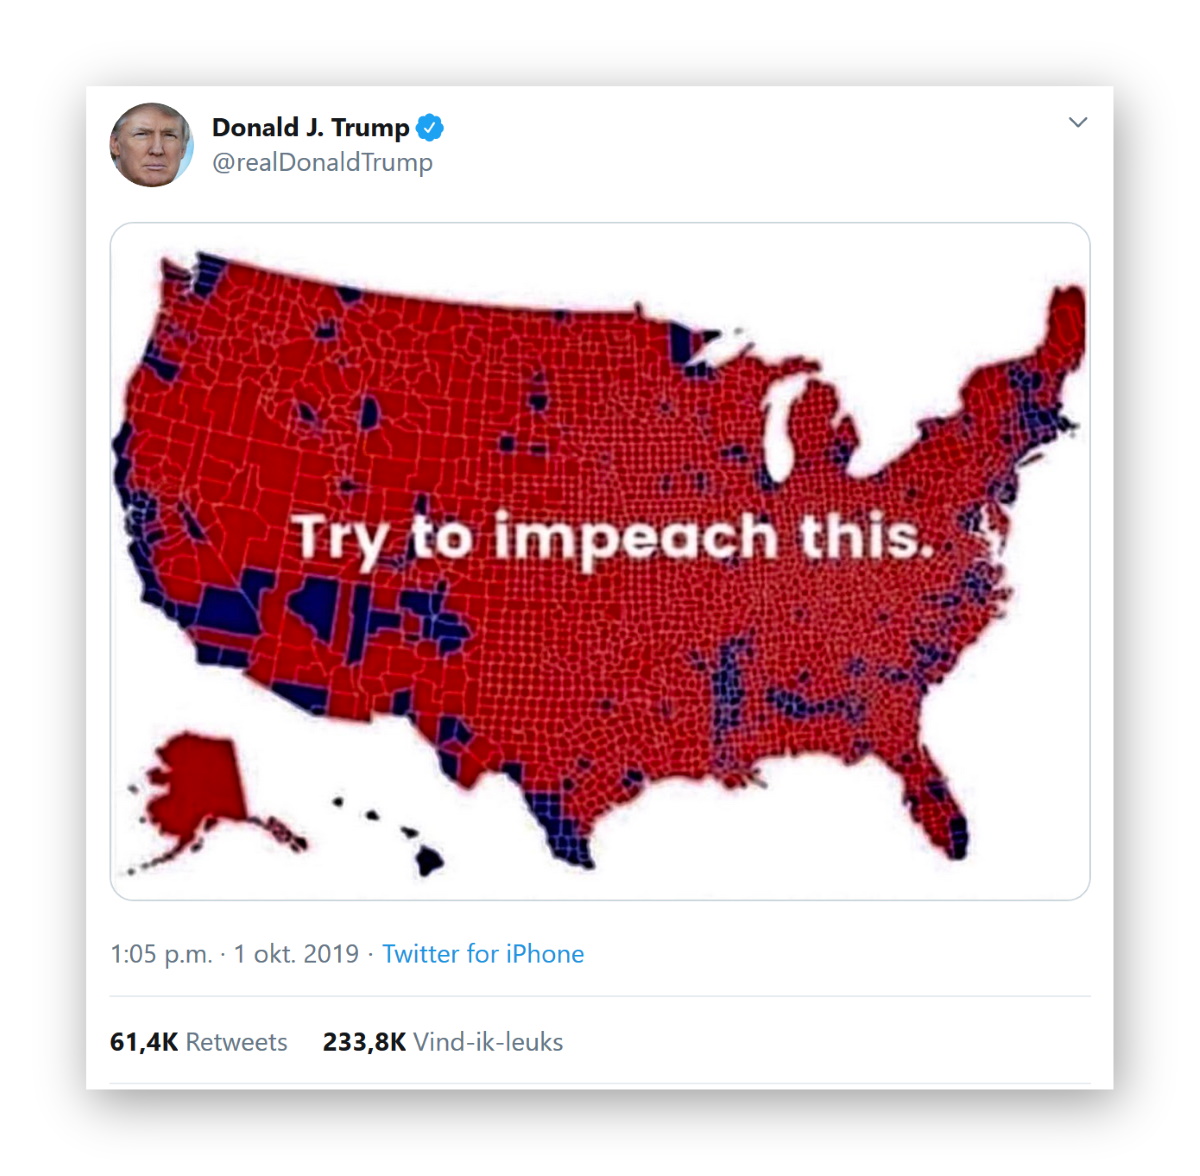 Donald J. Trump
@realDonaldTrump
Try to impeach this.
1:05 p.m. · 1 okt. 2019 · Twitter for iPhone
61,4K Retweets 233,8K Vind-ik-leuks